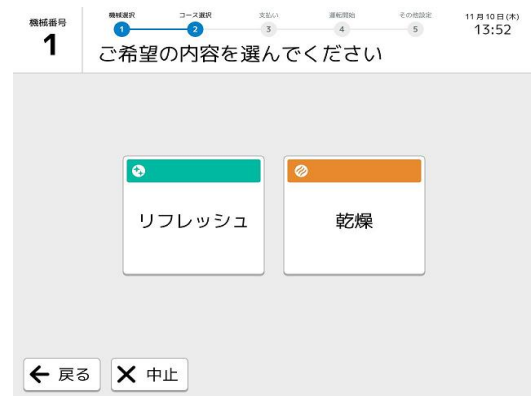 機械番号
1
機械選択 コース選択 支払い 運転開始 その他設定
1 2 3 4 5
11月10日(木)
13:52
ご希望の内容を選んでください
リフレッシュ
乾燥
戻る
中止